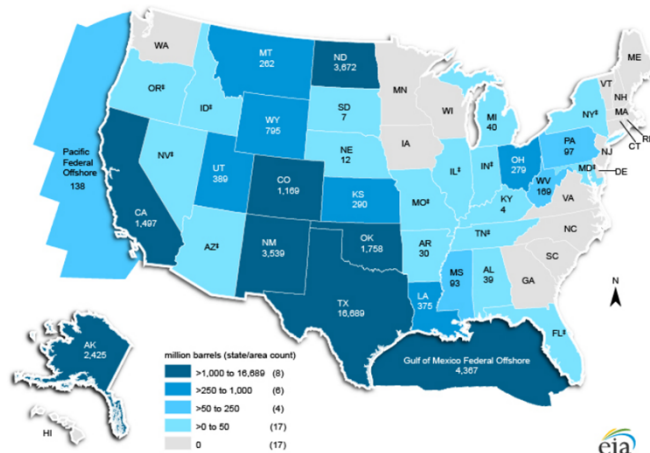 WA
MT
262
ND
3,672
MN
ME
VT
NH
MA
RI
CT
OR‡
ID‡
SD
7
WI
MI
40
NY‡
WY
795
IA
NE
12
PA
97
NJ
Pacific
Federal
Offshore
138
NV‡
UT
389
CO
1,169
IL‡
IN‡
OH
279
MD‡
DE
WV
169
VA
CA
1,497
KS
290
MO‡
KY
4
NC
AZ‡
NM
3,539
OK
1,758
AR
30
TN‡
SC
MS
93
AL
39
GA
N
TX
16,689
LA
375
FL‡
AK
2,425
Gulf of Mexico Federal Offshore
4,367
HI
million barrels (state/area count)
>1,000 to 16,689 (8)
>250 to 1,000 (6)
>50 to 250 (4)
>0 to 50 (17)
0 (17)
eia